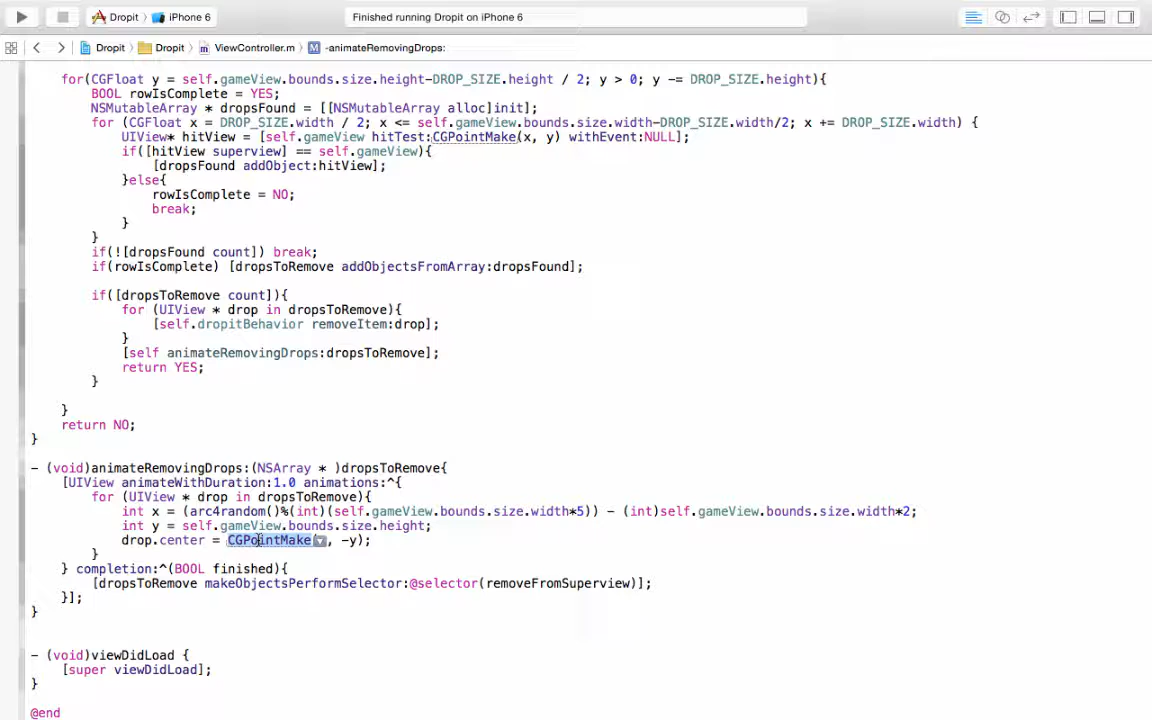 Dropit iPhone 6 Finished running Dropit on iPhone 6
Dropit Dropit ViewController.m M -animateRemovingDrops:
for(CGFloat y = self.gameView.bounds.size.height-DROP_SIZE.height / 2; y > 0; y -= DROP_SIZE.height){
BOOL rowIsComplete = YES;
NSMutableArray * dropsFound = [[NSMutableArray alloc]init];
for (CGFloat x = DROP_SIZE.width / 2; x <= self.gameView.bounds.size.width-DROP_SIZE.width/2; x += DROP_SIZE.width) {
UIView* hitView = [self.gameView hitTest:CGPointMake(x, y) withEvent:NULL];
if([hitView superview] == self.gameView){
[dropsFound addObject:hitView];
}else{
rowIsComplete = NO;
break;
}
}
if(![dropsFound count]) break;
if(rowIsComplete) [dropsToRemove addObjectsFromArray:dropsFound];
if([dropsToRemove count]){
for (UIView * drop in dropsToRemove){
[self.dropitBehavior removeItem:drop];
}
[self animateRemovingDrops:dropsToRemove];
return YES;
}
}
return NO;
}
- (void)animateRemovingDrops:(NSArray * )dropsToRemove{
[UIView animateWithDuration:1.0 animations:^{
for (UIView * drop in dropsToRemove){
int x = (arc4random()%(int)(self.gameView.bounds.size.width*5)) - (int)self.gameView.bounds.size.width*2;
int y = self.gameView.bounds.size.height;
drop.center = CGPointMake , -y);
}
} completion:^(BOOL finished){
[dropsToRemove makeObjectsPerformSelector:@selector(removeFromSuperview)];
}];
}
- (void)viewDidLoad {
[super viewDidLoad];
}
@end